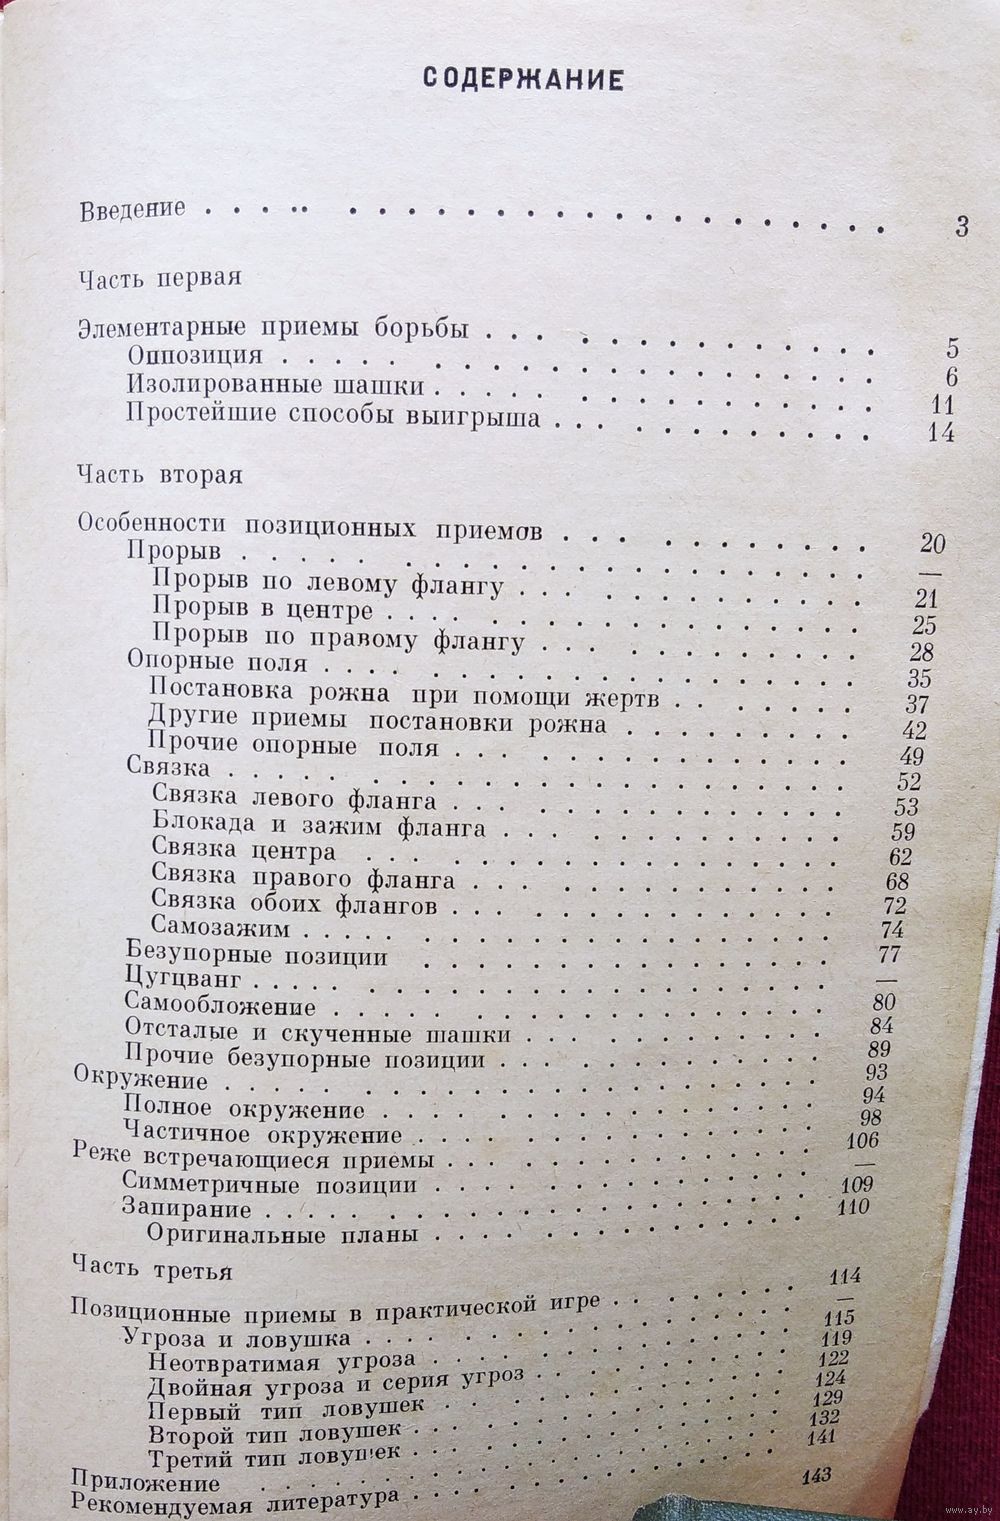 СОДЕРЖАНИЕ
Введение . . . . . . . . . . . . . . . . . . . . 3
Часть первая
Элементарные приемы борьбы . . . . . . . . . . . . 5
Оппозиция . . . . . . . . . . . . . . . . . . 6
Изолированные шашки . . . . . . . . . . . . . 11
Простейшие способы выигрыша . . . . . . . . . . 14
Часть вторая
Особенности позиционных приемов . . . . . . . . . . 20
Прорыв . . . . . . . . . . . . . . . . . . . —
Прорыв по левому флангу . . . . . . . . . . . 21
Прорыв в центре . . . . . . . . . . . . . . 25
Прорыв по правому флангу . . . . . . . . . . 28
Опорные поля . . . . . . . . . . . . . . . . 35
Постановка рожна при помощи жертв . . . . . . . 37
Другие приемы постановки рожна . . . . . . . . 42
Прочие опорные поля . . . . . . . . . . . . 49
Связка . . . . . . . . . . . . . . . . . . 52
Связка левого фланга . . . . . . . . . . . . 53
Блокада и зажим фланга . . . . . . . . . . . 59
Связка центра . . . . . . . . . . . . . . 62
Связка правого фланга . . . . . . . . . . . 68
Связка обоих флангов . . . . . . . . . . . . 72
Самозажим . . . . . . . . . . . . . . . . 74
Безупорные позиции . . . . . . . . . . . . . 77
Цугцванг . . . . . . . . . . . . . . . . . —
Самообложение . . . . . . . . . . . . . . . 80
Отсталые и скученные шашки . . . . . . . . . . 84
Прочие безупорные позиции . . . . . . . . . . 89
Окружение . . . . . . . . . . . . . . . . . 93
Полное окружение . . . . . . . . . . . . . 94
Частичное окружение . . . . . . . . . . . . 98
Реже встречающиеся приемы . . . . . . . . . . . 106
Симметричные позиции . . . . . . . . . . . . —
Запирание . . . . . . . . . . . . . . . . 109
Оригинальные планы . . . . . . . . . . . . 110
Часть третья
Позиционные приемы в практической игре . . . . . . . 114
Угроза и ловушка . . . . . . . . . . . . . —
Неотвратимая угроза . . . . . . . . . . . . 115
Двойная угроза и серия угроз . . . . . . . . . 119
Первый тип ловушек . . . . . . . . . . . . 122
Второй тип ловушек . . . . . . . . . . . . 124
Третий тип ловушек . . . . . . . . . . . . 129
Приложение . . . . . . . . . . . . . . . . 132
Рекомендуемая литература . . . . . . . . . . . 141
143
www.ay.by